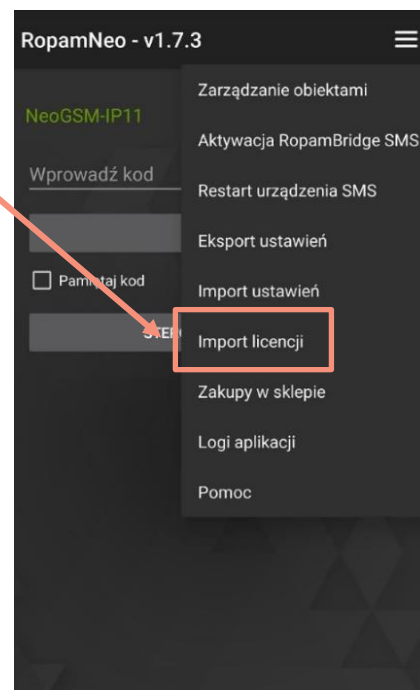 RopamNeo - v1.7.3
NeoGSM-IP11
Wprowadź kod
Pamiętaj kod
Zarządzanie obiektami
Aktywacja RopamBridge SMS
Restart urządzenia SMS
Eksport ustawień
Import ustawień
Import licencji
Zakupy w sklepie
Logi aplikacji
Pomoc